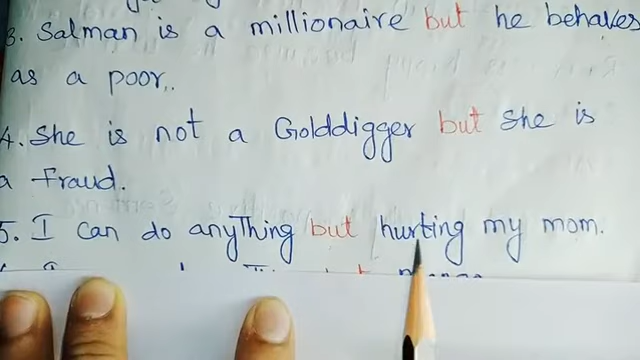 3. Salman is a millionaire but he behaves
as a poor.
4. She is not a Golddigger but she is
a fraud.
5. I can do anything but hurting my mom.